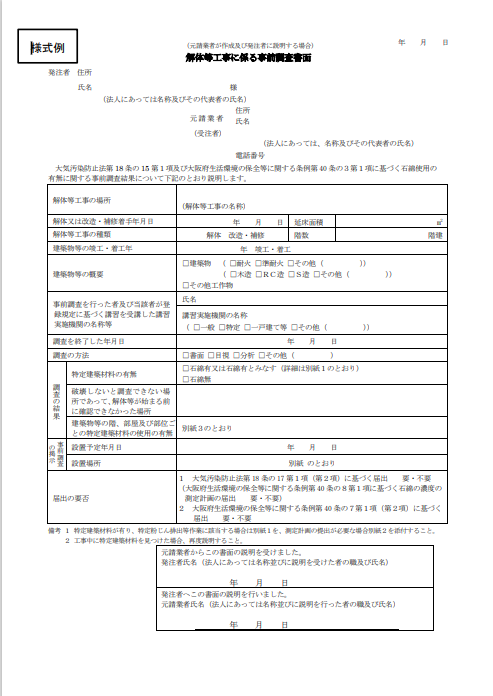 様式例
（元請業者が作成及び発注者に説明する場合）
年　月　日
解体等工事に係る事前調査書面
発注者　住所
氏名　様
（法人にあっては名称及びその代表者の氏名）
住所
元請業者　氏名
（受注者）
（法人にあっては、名称及びその代表者の氏名）
電話番号
大気汚染防止法第18条の15第1項及び大阪府生活環境の保全等に関する条例第40条の3第1項に基づく石綿使用の
有無に関する事前調査結果について下記のとおり説明します。
解体等工事の場所
（解体等工事の名称）
解体又は改造・補修着手年月日　年　月　日　延床面積　㎡
解体等工事の種類　解体　改造・補修　階数　階建
建築物等の竣工・着工年　年　竣工・着工
建築物等の概要
□建築物　（ □耐火 □準耐火 □その他（　　））
（ □木造 □ＲＣ造 □Ｓ造 □その他（　　））
□その他工作物
事前調査を行った者及び当該者が登
録規定に基づく講習を受講した講習
実施機関の名称等
氏名
講習実施機関の名称
（ □一般 □特定 □一戸建て等 □その他（　　））
調査を終了した年月日　年　月　日
調査の方法　□書面 □目視 □分析 □その他（　　）
調査の結果
特定建築材料の有無
□石綿有又は石綿有とみなす（詳細は別紙１のとおり）
□石綿無
破壊しないと調査できない場
所であって、解体等が始まる前
に確認できなかった場所
建築物等の階、部屋及び部位ご
との特定建築材料の使用の有無
別紙３のとおり
事前調査の掲示
設置予定年月日　年　月　日
設置場所　別紙 のとおり
届出の要否
１　大気汚染防止法第18条の17第１項（第２項）に基づく届出　要・不要
（大阪府生活環境の保全等に関する条例第40条の８第１項に基づく石綿の濃度の
測定計画の届出　要・不要）
２　大阪府生活環境の保全等に関する条例第40条の７第１項（第２項）に基づく
届出　要・不要
備考　１　特定建築材料が有り、特定粉じん排出等作業に該当する場合は別紙１を、測定計画の提出が必要な場合別紙２を添付すること。
２　工事中に特定建築材料を見つけた場合、再度説明すること。
元請業者からこの書面の説明を受けました。
発注者氏名（法人にあっては名称並びに説明を受けた者の職及び氏名）
年　月　日
発注者へこの書面の説明を行いました。
元請業者氏名（法人にあっては名称並びに説明を行った者の職及び氏名）
年　月　日